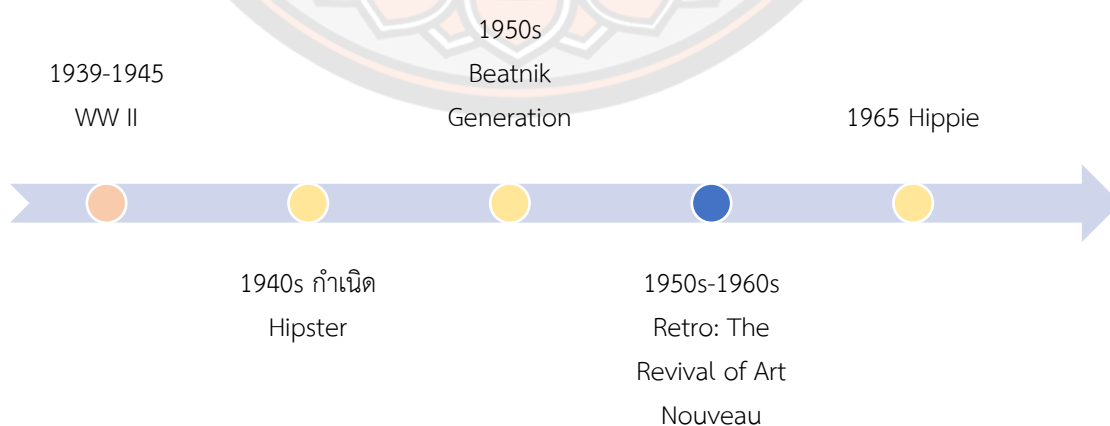 1939-1945
WW II
1940s กำเนิด
Hipster
1950s
Beatnik
Generation
1950s-1960s
Retro: The
Revival of Art
Nouveau
1965 Hippie